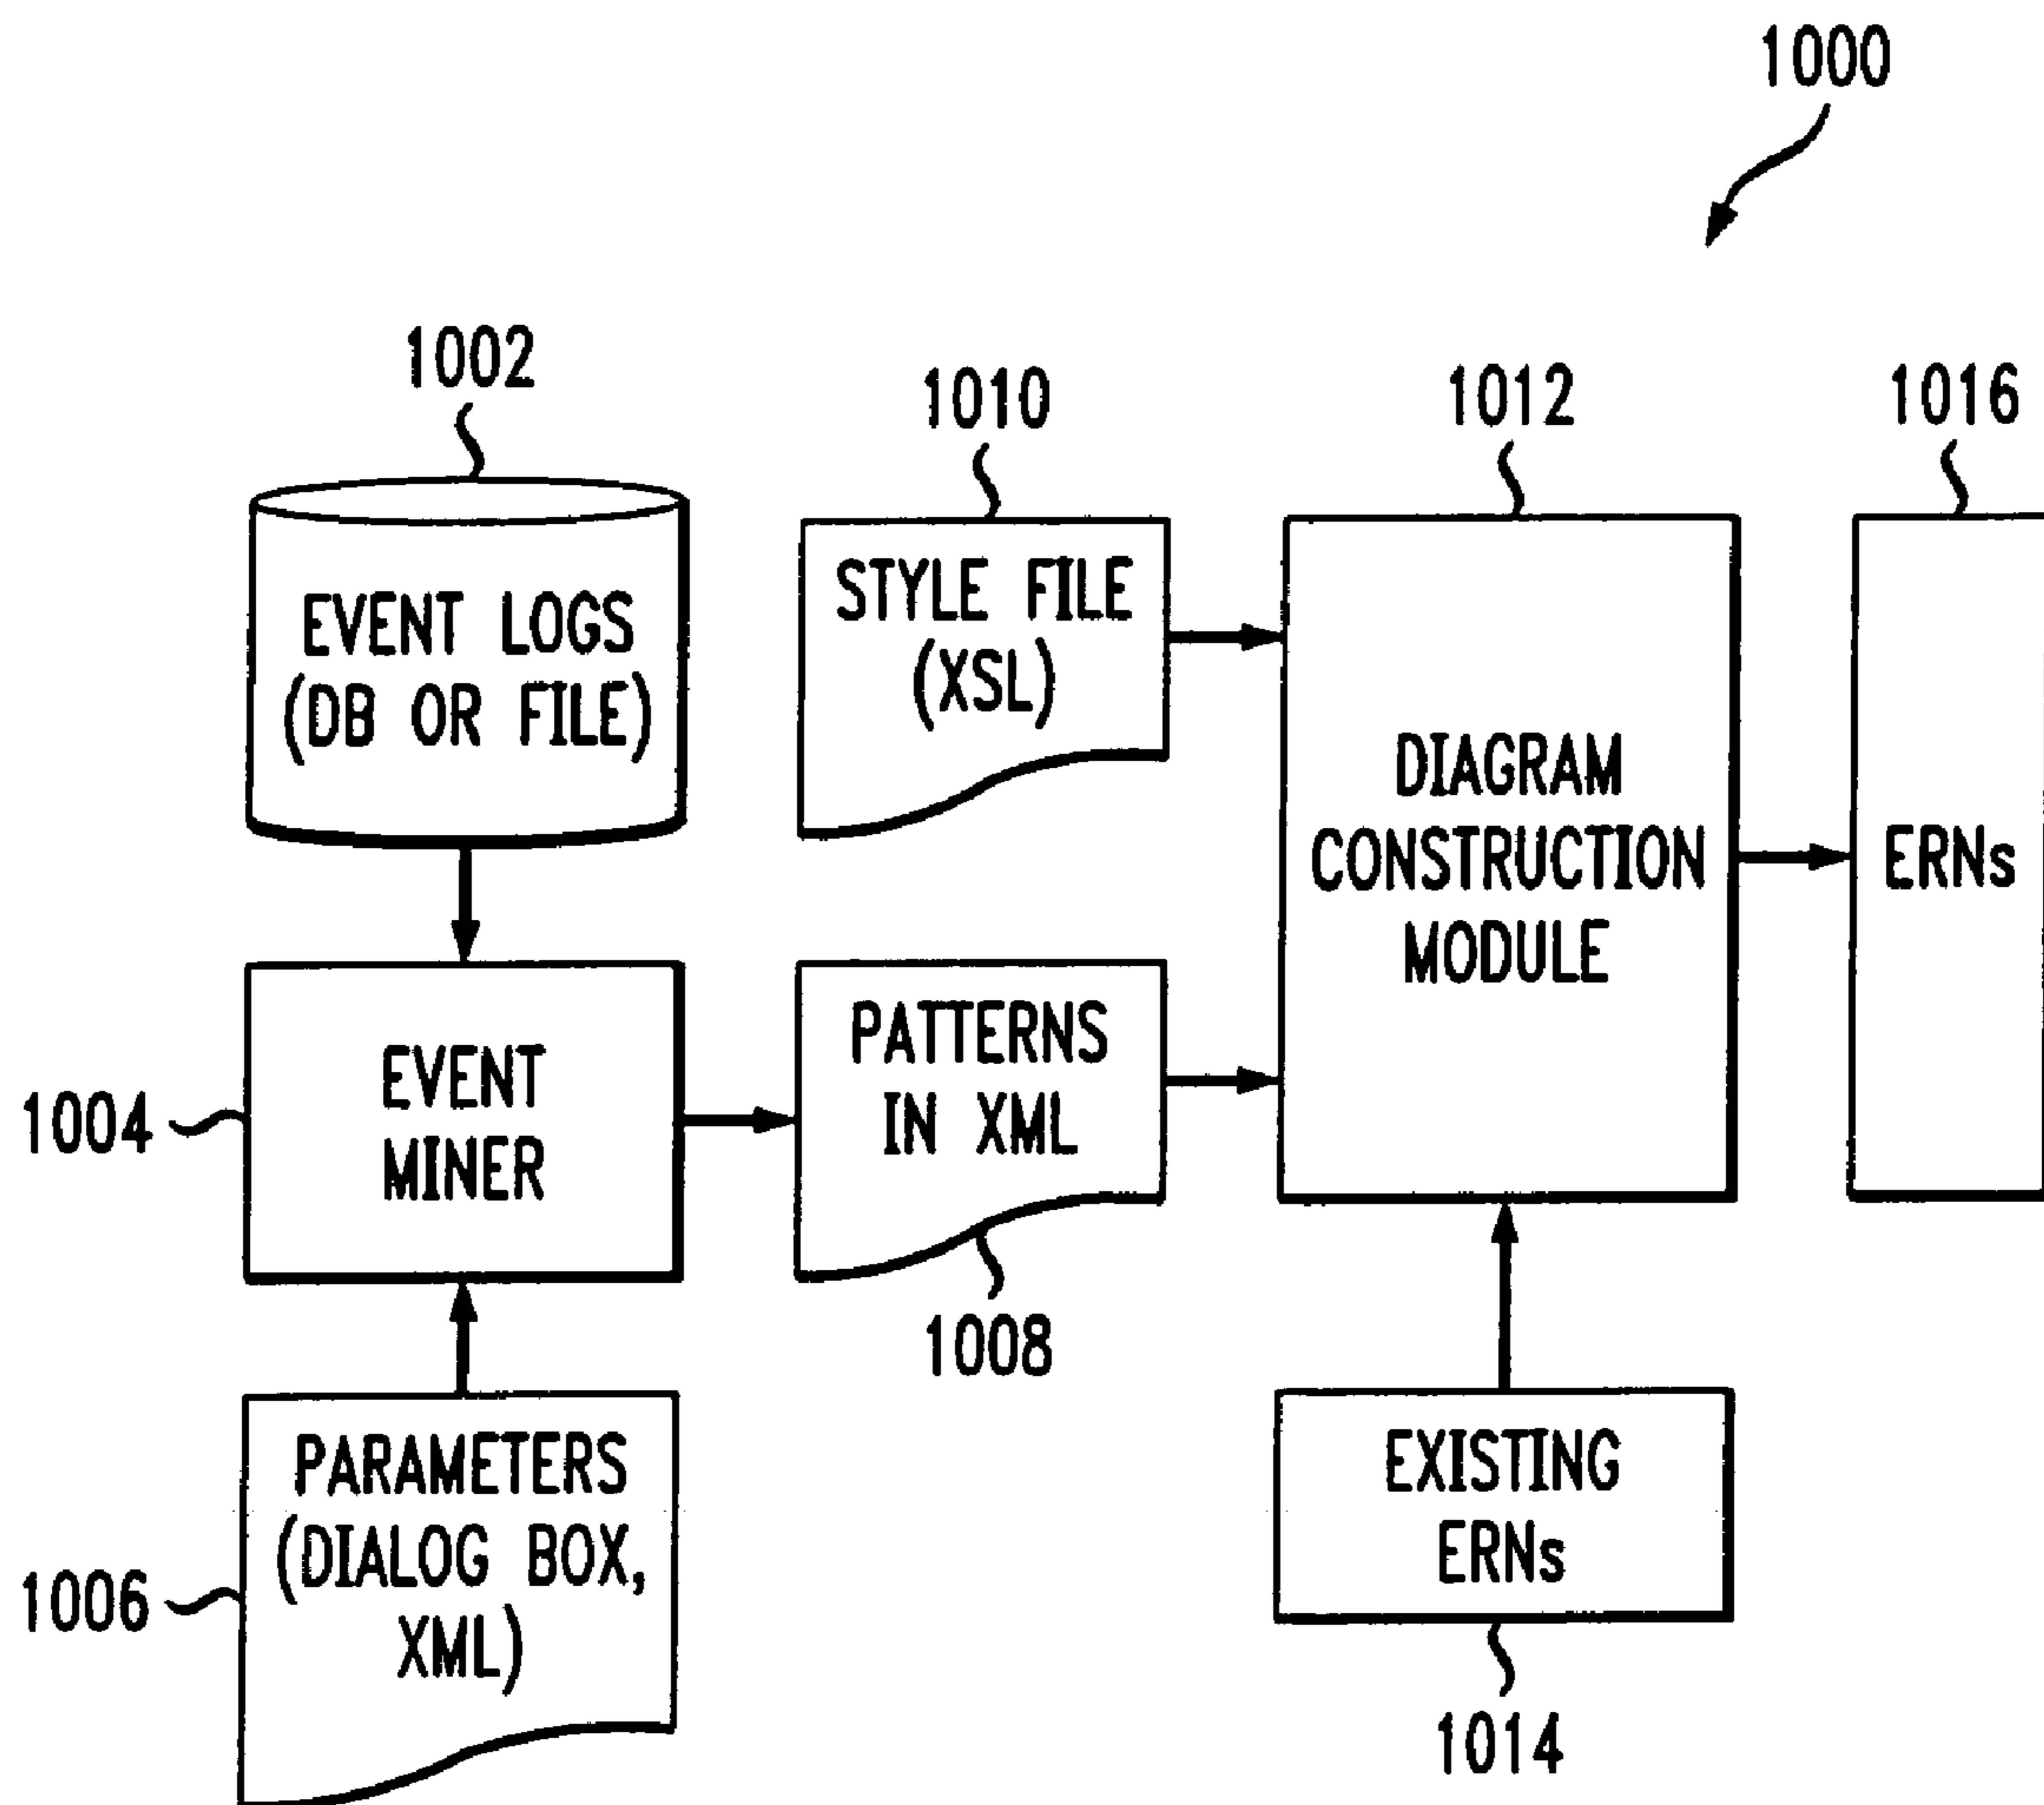 1000
1002
1010
1012
1016
EVENT LOGS
(DB OR FILE)
STYLE FILE
(XSL)
DIAGRAM
CONSTRUCTION
MODULE
ERNs
1004
EVENT
MINER
PATTERNS
IN XML
1008
1006
PARAMETERS
(DIALOG BOX,
XML)
EXISTING
ERNs
1014